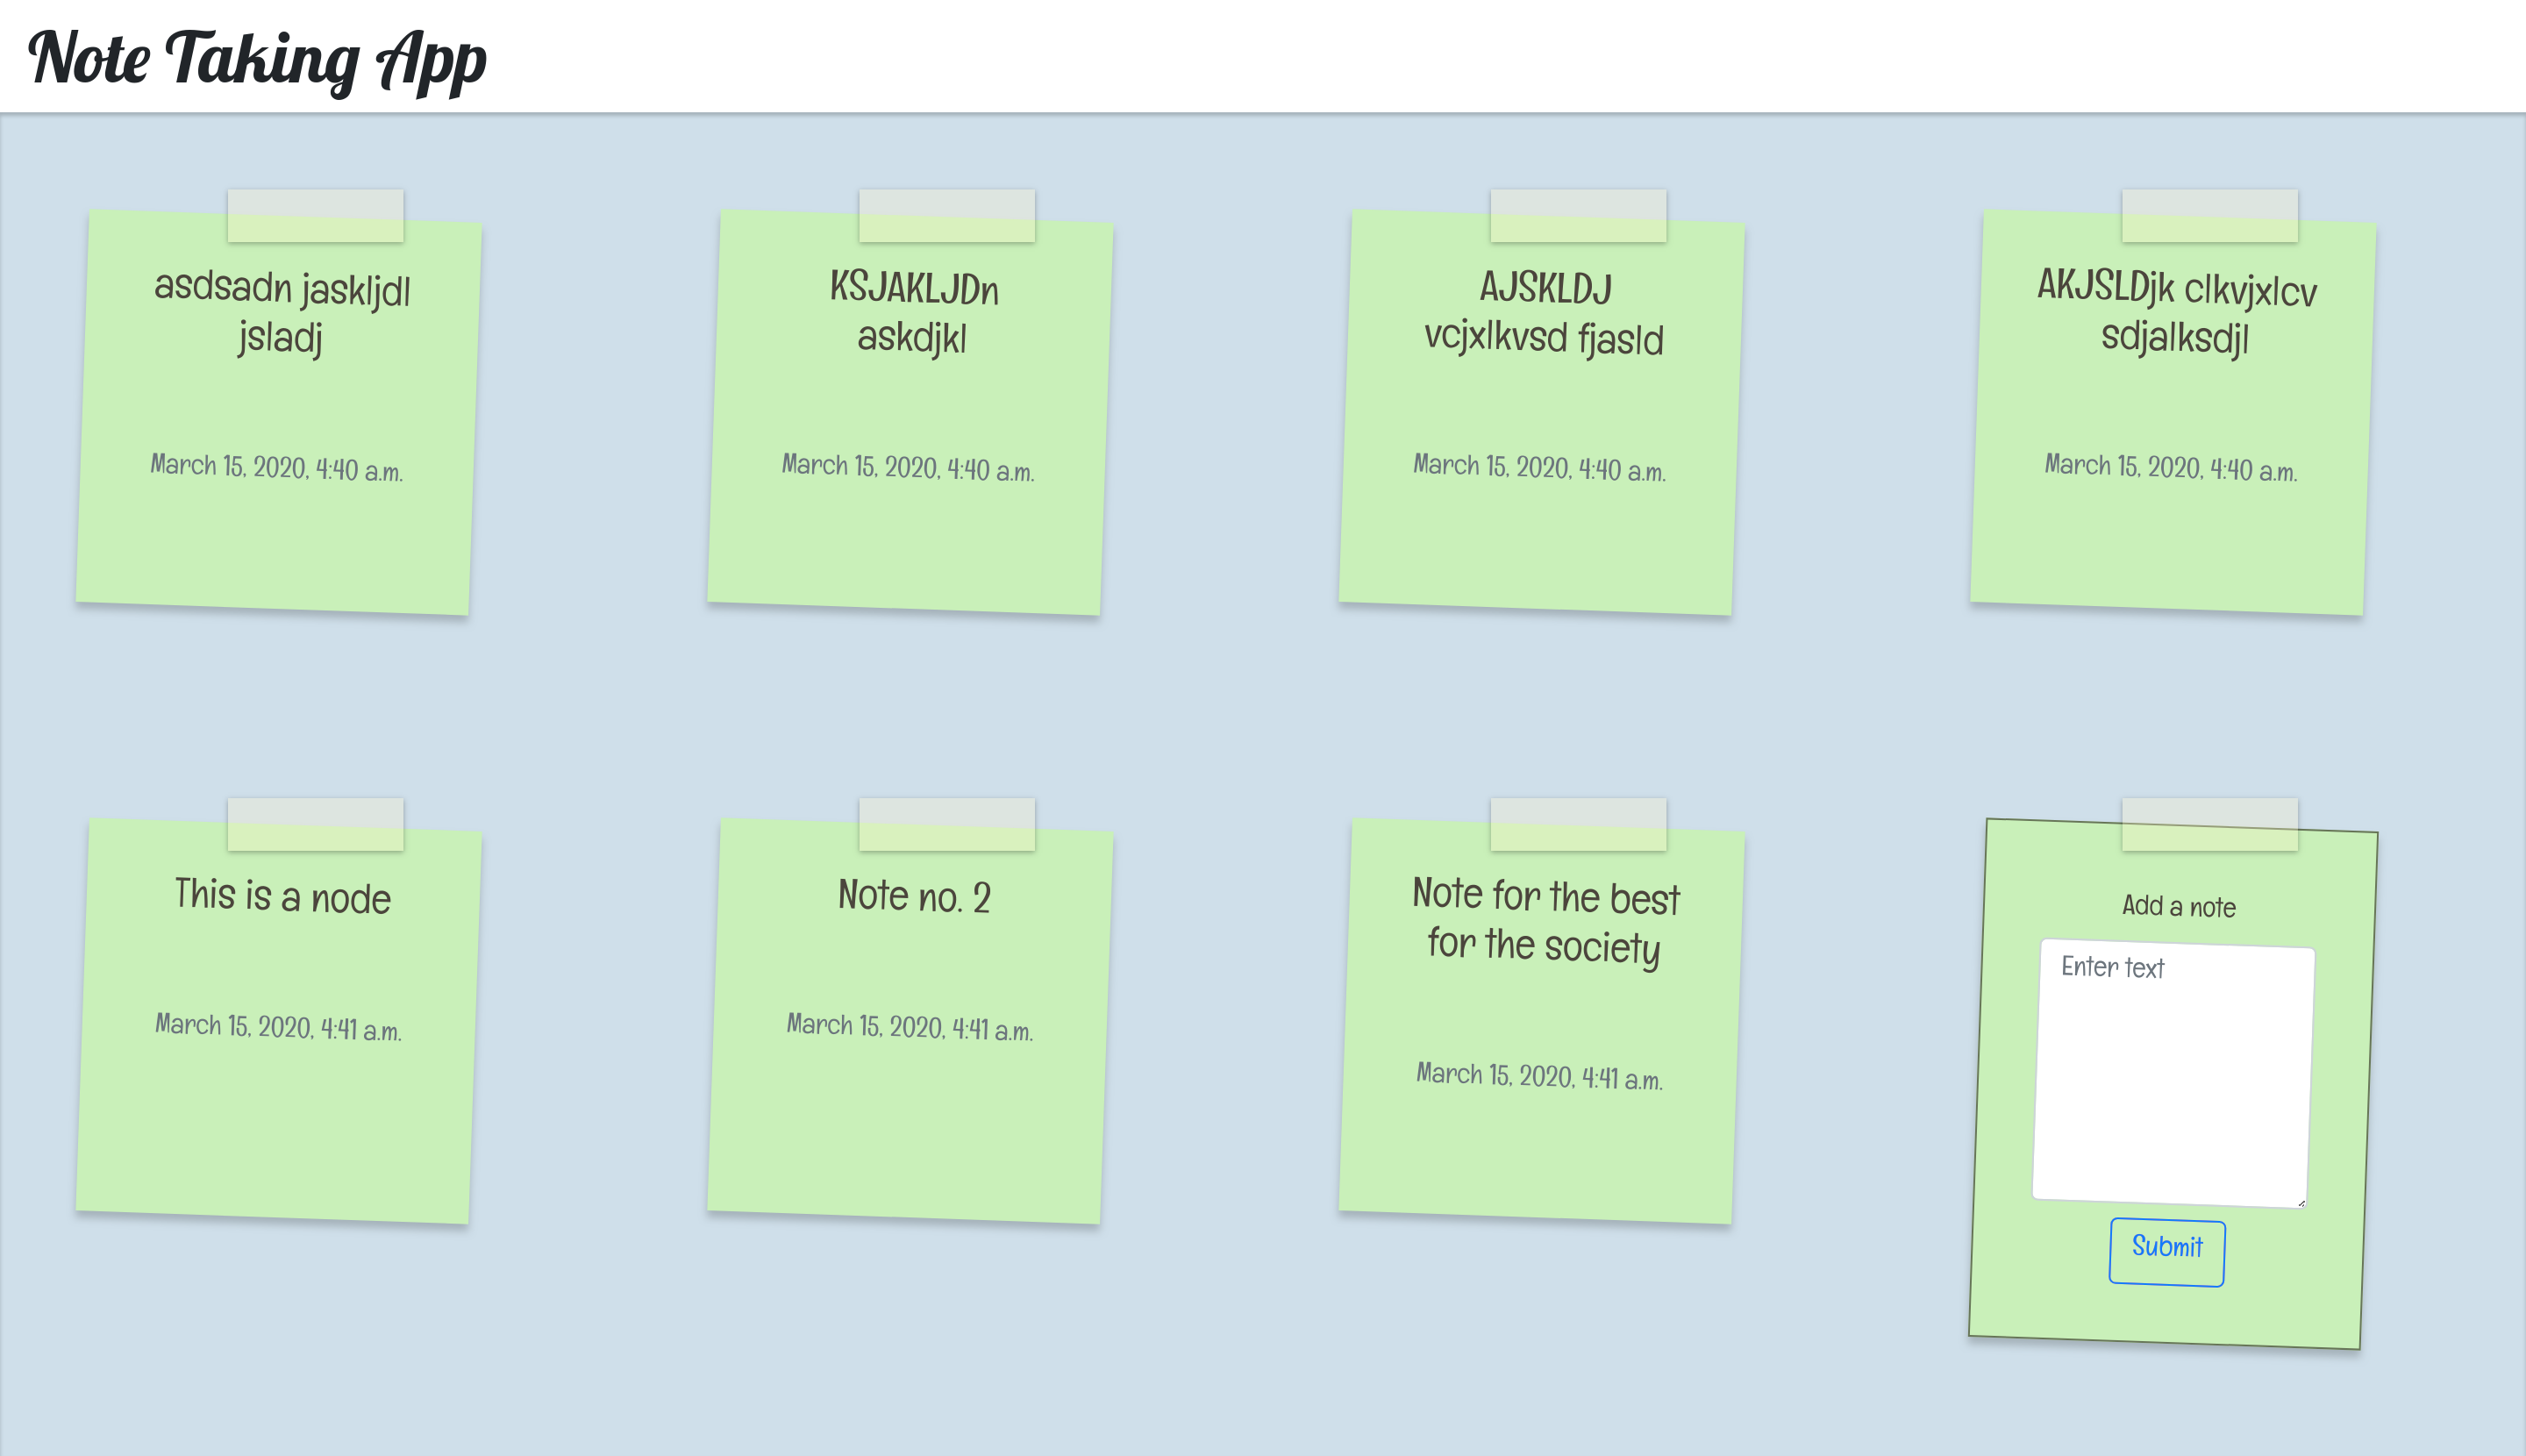 Note Taking App
asdsadn jaskljdl
jsladj
March 15, 2020, 4:40 a.m.
KSJAKLJDn
askdjkl
March 15, 2020, 4:40 a.m.
AJSKLDJ
vcjxlkvsd fjasld
March 15, 2020, 4:40 a.m.
AKJSLDjk clkvjxlcv
sdjalksdjl
March 15, 2020, 4:40 a.m.
This is a node
March 15, 2020, 4:41 a.m.
Note no. 2
March 15, 2020, 4:41 a.m.
Note for the best
for the society
March 15, 2020, 4:41 a.m.
Add a note
Enter text
Submit